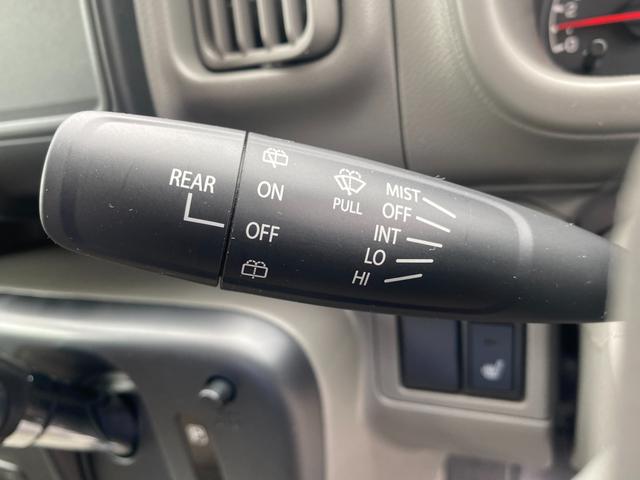 REAR
ON
OFF
PULL
MIST
OFF
INT
LO
HI